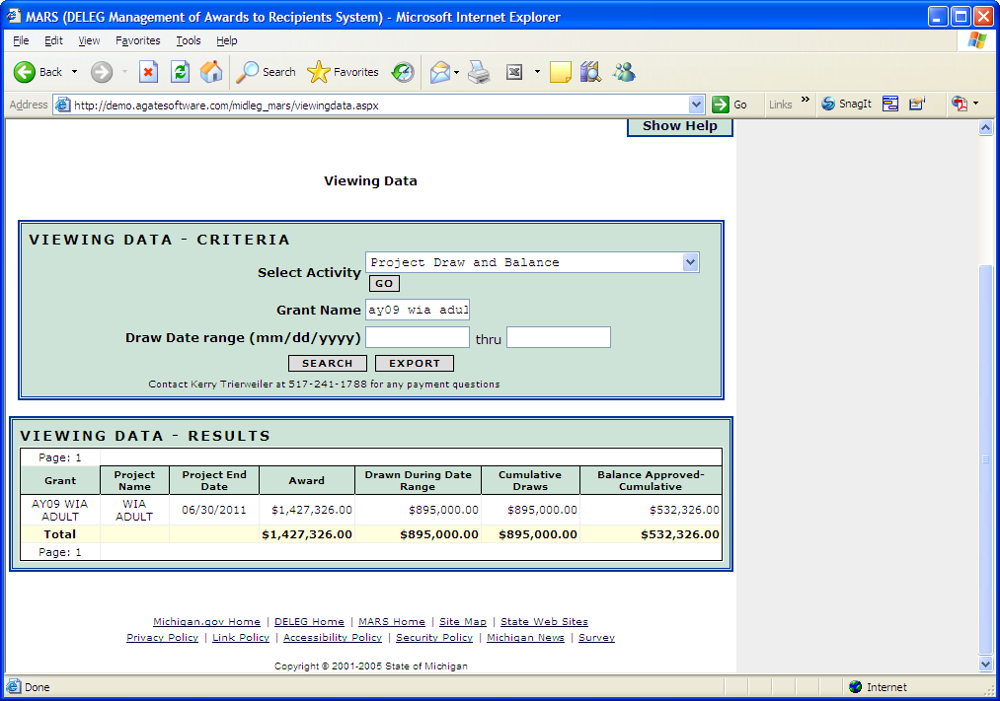 MARS (DELEG Management of Awards to Recipients System) - Microsoft Internet Explorer
File Edit View Favorites Tools Help
Back Search Favorites
Address http://demo.agatesoftware.com/midleg_mars/viewingdata.aspx Go Links » SnagIt
Show Help
Viewing Data
VIEWING DATA - CRITERIA
Select Activity Project Draw and Balance
GO
Grant Name ay09 wia adul
Draw Date range (mm/dd/yyyy) thru
SEARCH EXPORT
Contact Kerry Trierweiler at 517-241-1788 for any payment questions
VIEWING DATA - RESULTS
Page: 1
Grant Project Name Project End Date Award Drawn During Date Range Cumulative Draws Balance Approved-Cumulative
AY09 WIA ADULT WIA ADULT 06/30/2011 $1,427,326.00 $895,000.00 $895,000.00 $532,326.00
Total $1,427,326.00 $895,000.00 $895,000.00 $532,326.00
Page: 1
Michigan.gov Home | DELEG Home | MARS Home | Site Map | State Web Sites
Privacy Policy | Link Policy | Accessibility Policy | Security Policy | Michigan News | Survey
Copyright © 2001-2005 State of Michigan
Done Internet